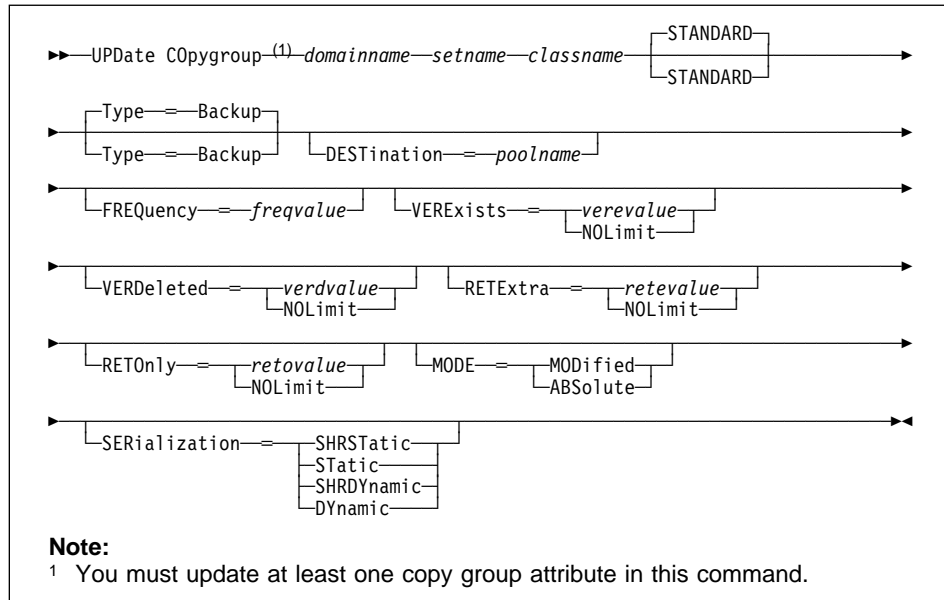 STANDARD
UPDate COpygroup (1) domainname setname classname
STANDARD
Type = Backup
Type = Backup
DESTination = poolname
FREQuency = freqvalue VERExists = verevalue
NOLimit
VERDeleted = verdvalue RETExtra = retevalue
NOLimit NOLimit
RETOnly = retovalue MODE = MODified
NOLimit ABSolute
SERialization = SHRSTatic
STatic
SHRDYnamic
DYnamic
Note:
1 You must update at least one copy group attribute in this command.